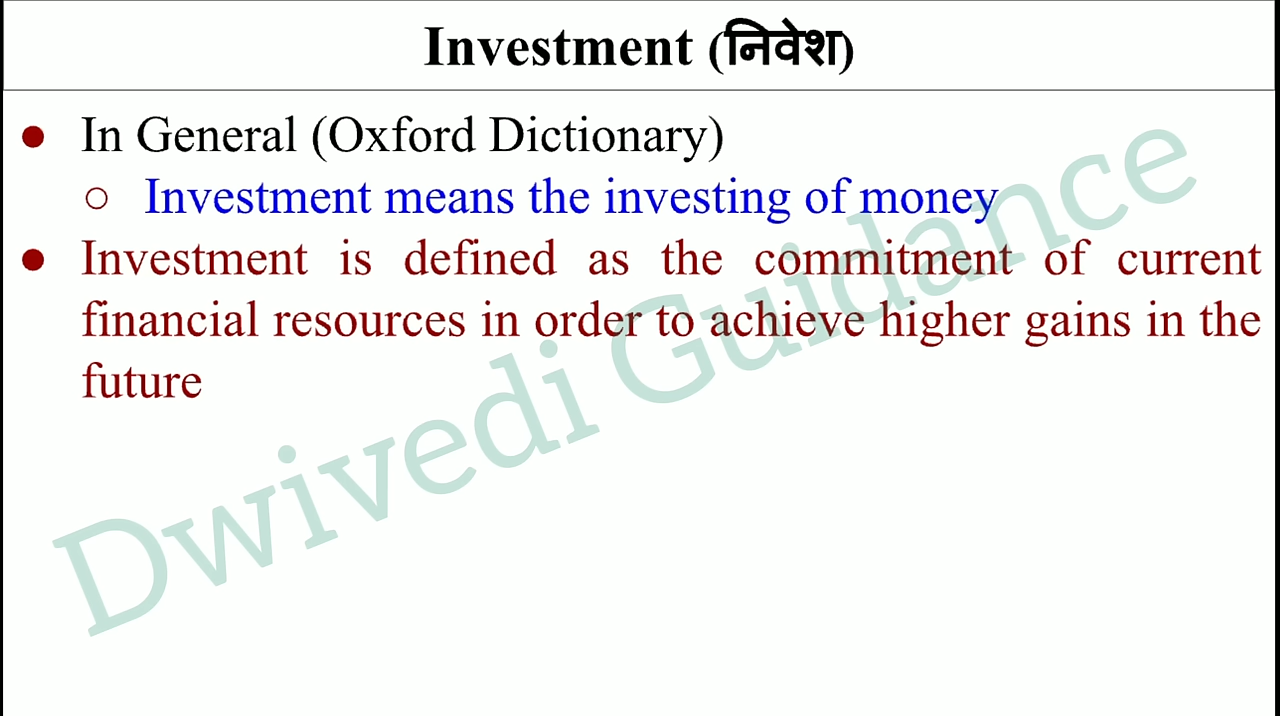 Investment (निवेश)
● In General (Oxford Dictionary)
○ Investment means the investing of money
● Investment is defined as the commitment of current
financial resources in order to achieve higher gains in the
future
Dwivedi Guidance